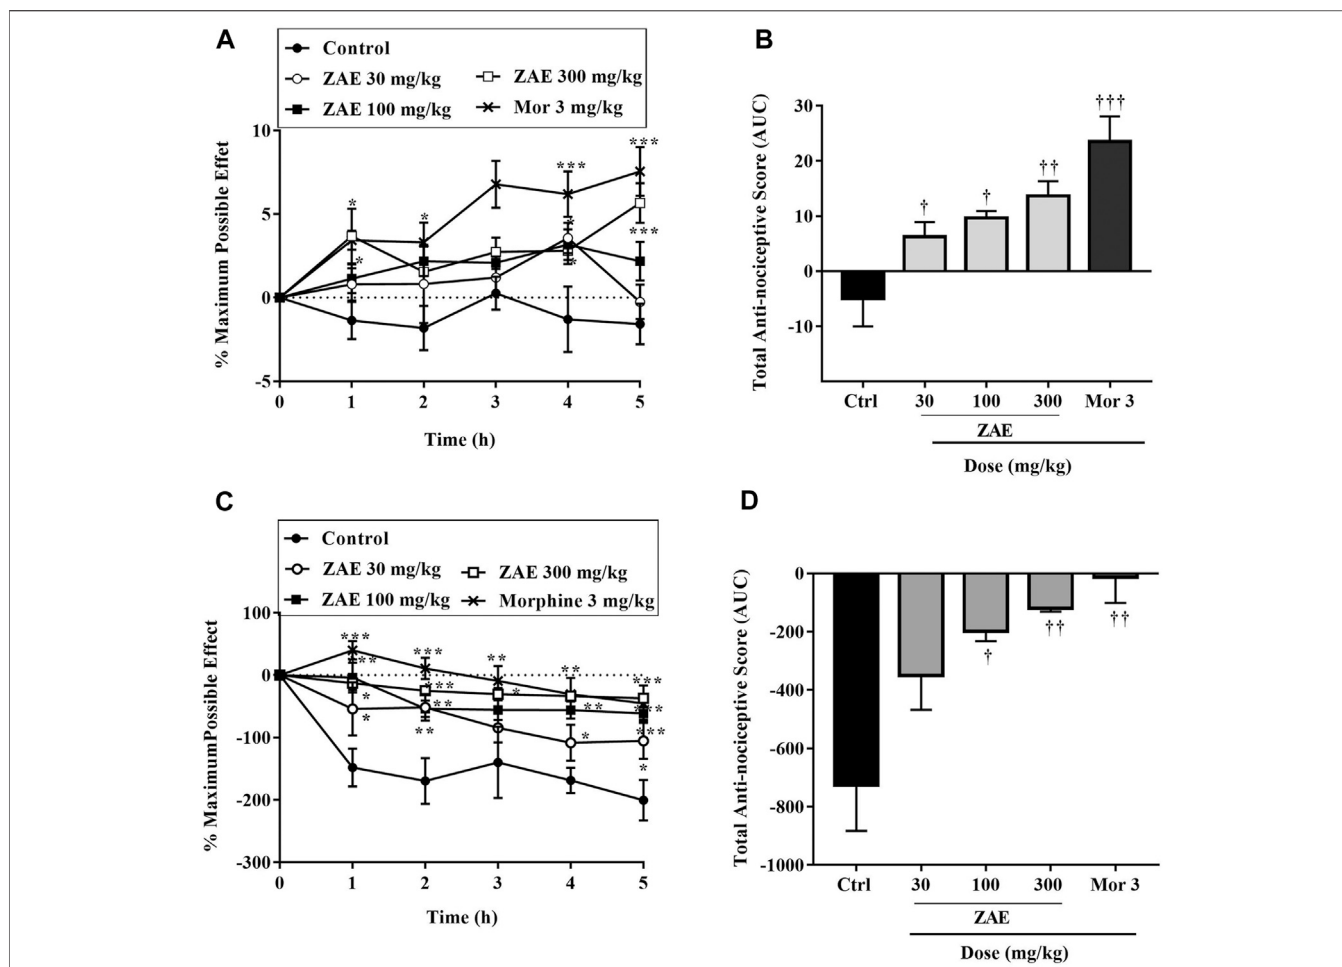 A
Control
ZAE 30 mg/kg
ZAE 300 mg/kg
ZAE 100 mg/kg
Mor 3 mg/kg
% Maximum Possible Effet
10
5
0
-5
*
*
*
***
*
*
***
***
0 1 2 3 4 5
Time (h)
B
Total Anti-nociceptive Score (AUC)
30
20
10
0
-10
†
†
††
†††
Ctrl 30 100 300 Mor 3
ZAE
Dose (mg/kg)
C
Control
ZAE 30 mg/kg
ZAE 300 mg/kg
ZAE 100 mg/kg
Morphine 3 mg/kg
% MaximumPossible Effect
100
0
-100
-200
-300
***
**
*
*
***
***
**
**
**
*
**
**
*
***
***
***
*
0 1 2 3 4 5
Time (h)
D
Total Anti-nociceptive Score (AUC)
0
-200
-400
-600
-800
-1000
†
††
††
Ctrl 30 100 300 Mor 3
ZAE
Dose (mg/kg)